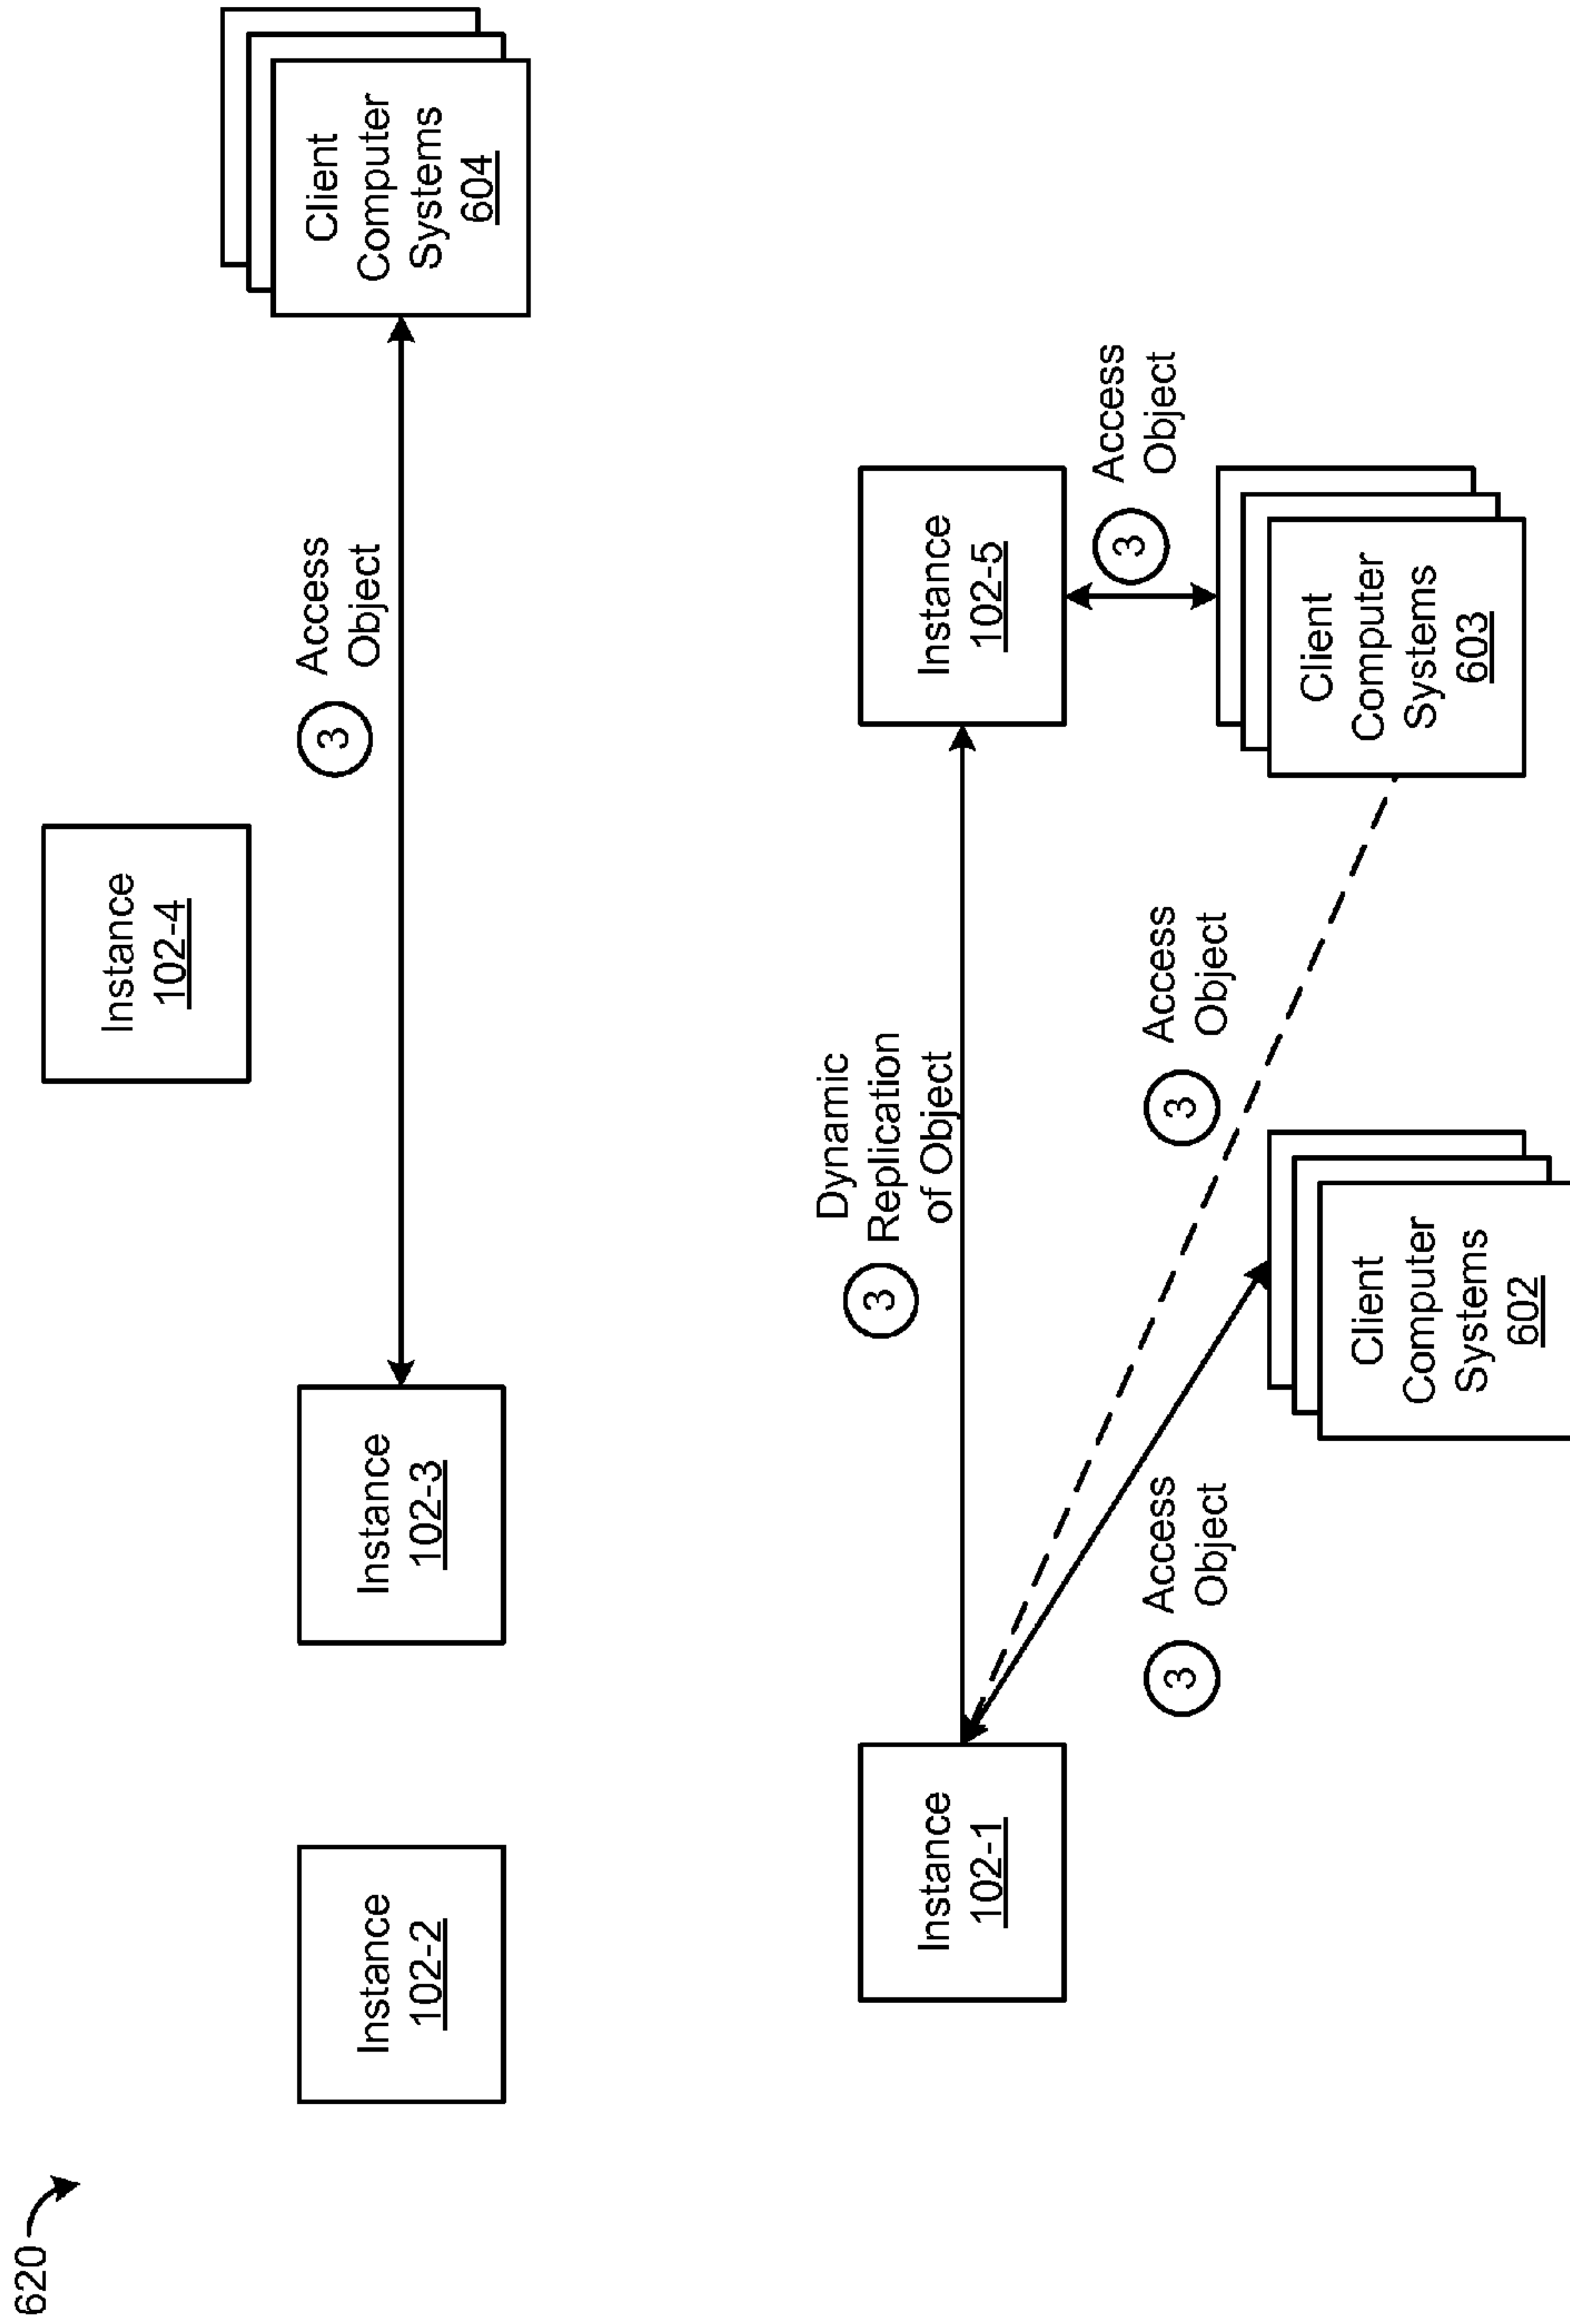 620
Instance
102-4
Client
Computer
Systems
604
3
Access
Object
Instance
102-2
Instance
102-3
Dynamic
Replication
of Object
3
Instance
102-1
Instance
102-5
3
Access
Object
3
Access
Object
3
Access
Object
Client
Computer
Systems
602
Client
Computer
Systems
603